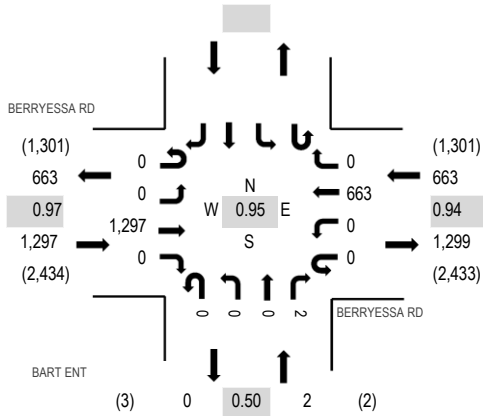 BERRYESSA RD
(1,301)
663
0.97
1,297
(2,434)
0
0
1,297
0
N
W 0.95 E
S
0
663
0
0
(1,301)
663
0.94
1,299
(2,433)
0 0 0 2
BERRYESSA RD
BART ENT
(3) 0 0.50 2 (2)